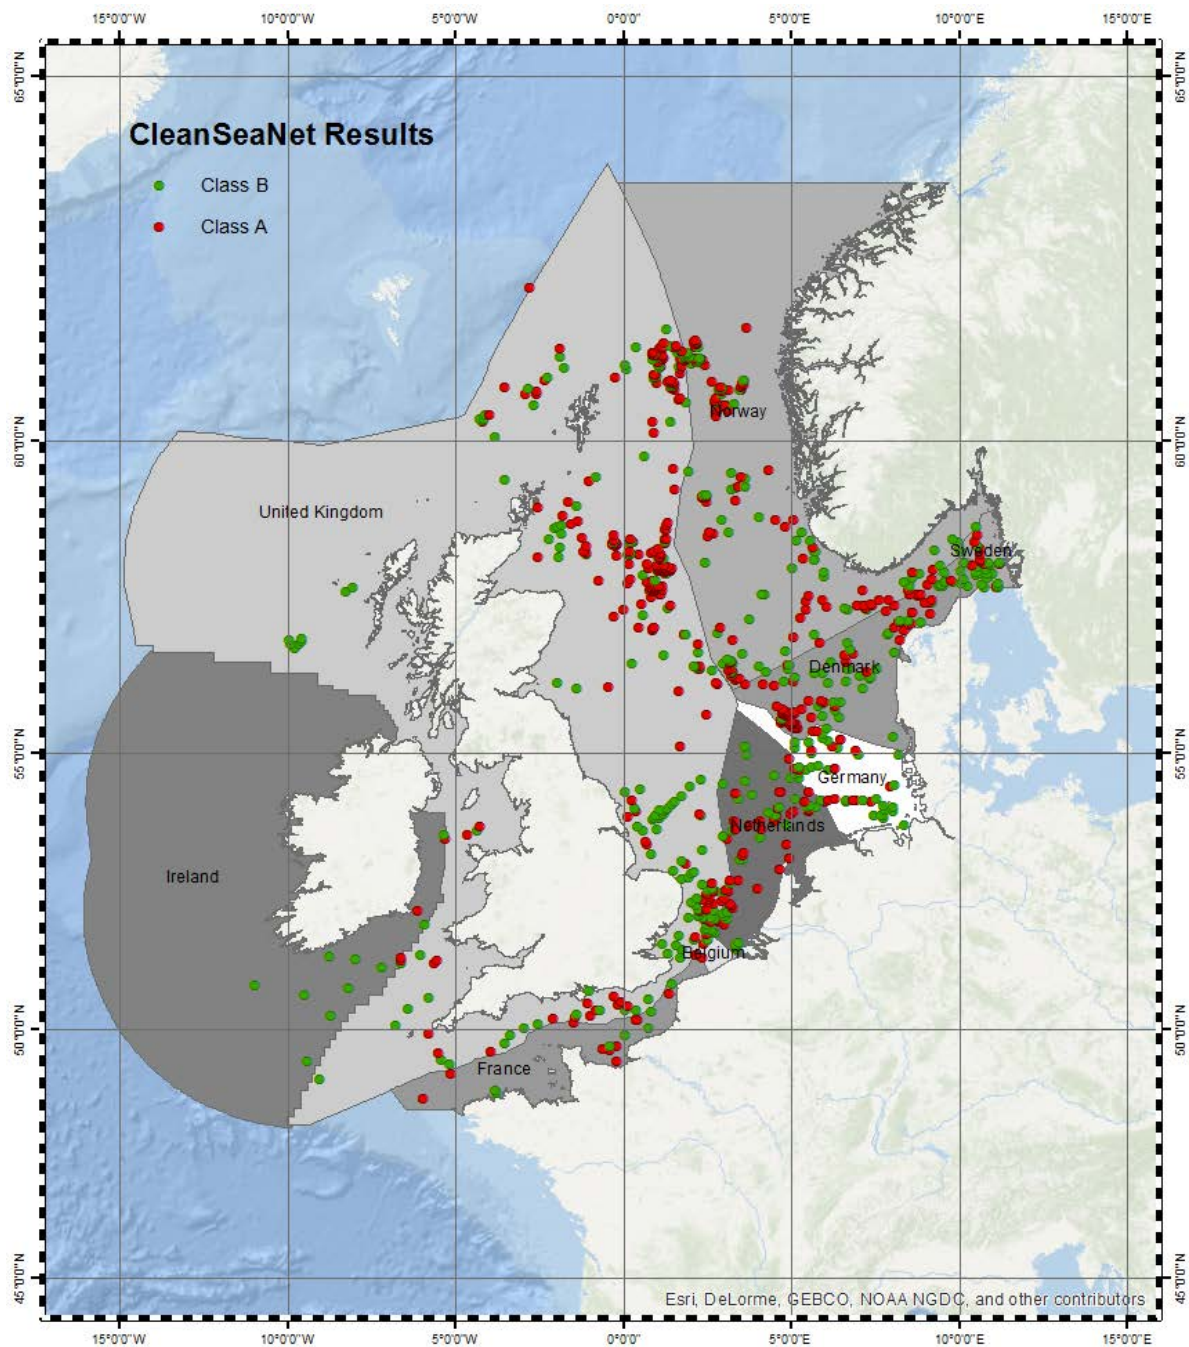 15°0'0"W 10°0'0"W 5°0'0"W 0°0'0" 5°0'0"E 10°0'0"E 15°0'0"E
65°0'0"N 65°0'0"N
CleanSeaNet Results
Class B
Class A
Norway
60°0'0"N 60°0'0"N
United Kingdom
Sweden
Denmark
55°0'0"N 55°0'0"N
Germany
Netherlands
Ireland
Belgium
50°0'0"N 50°0'0"N
France
45°0'0"N 45°0'0"N
Esri, DeLorme, GEBCO, NOAA NGDC, and other contributors
15°0'0"W 10°0'0"W 5°0'0"W 0°0'0" 5°0'0"E 10°0'0"E 15°0'0"E